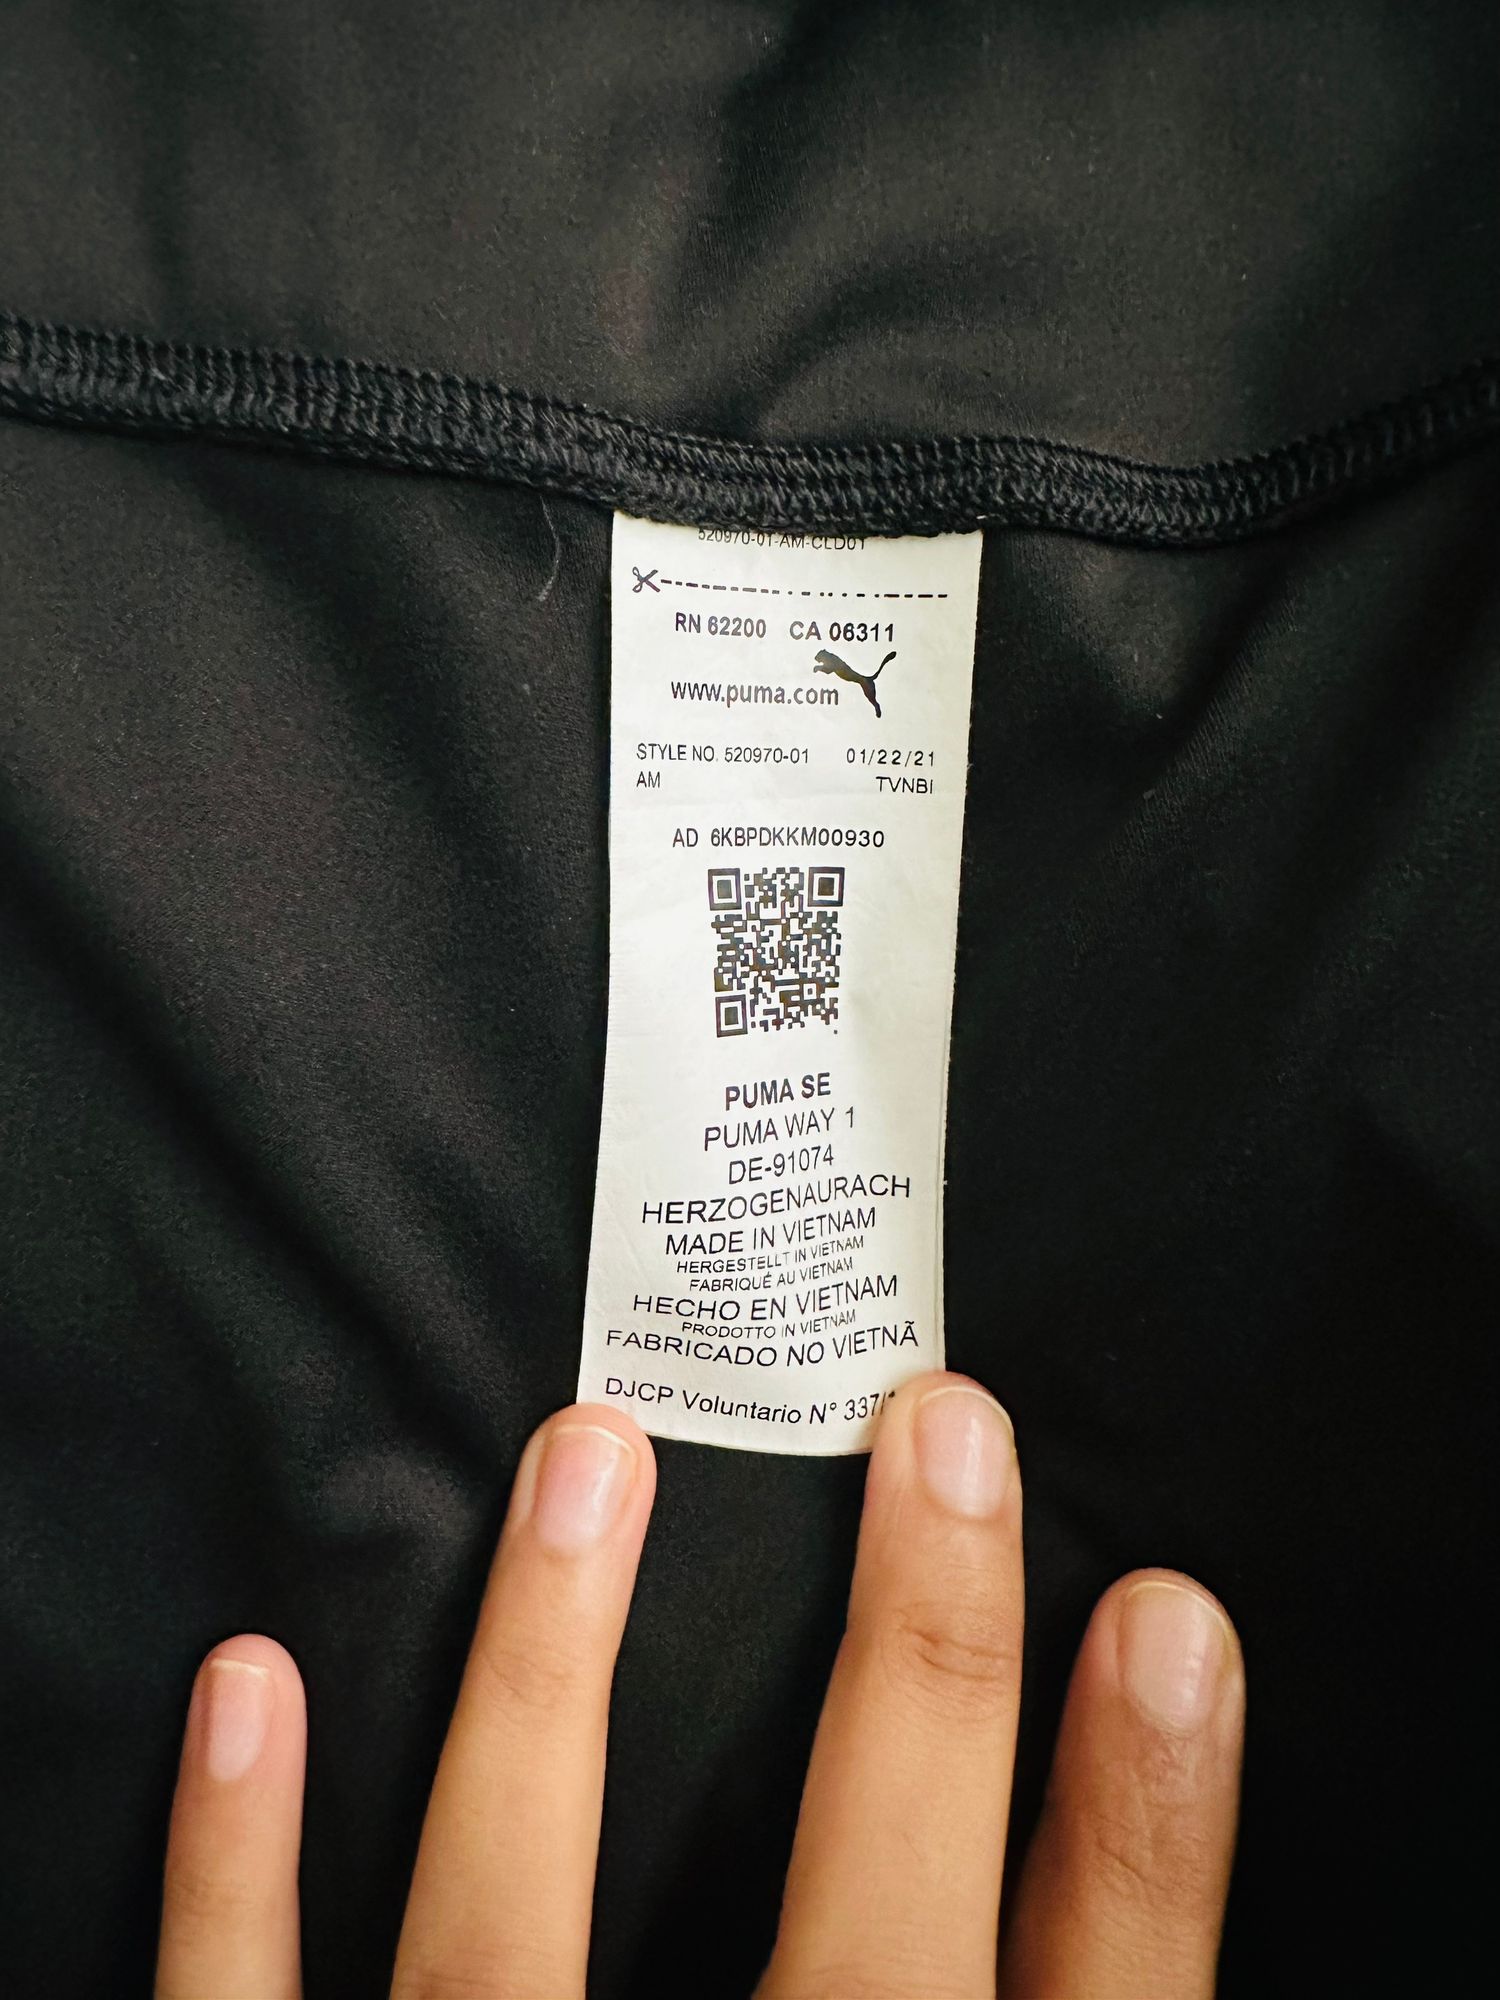 520970-01-AM-CLD01
RN 62200 CA 06311
www.puma.com
STYLE NO. 520970-01 01/22/21
AM TVNBI
AD 6KBPDKKM00930
PUMA SE
PUMA WAY 1
DE-91074
HERZOGENAURACH
MADE IN VIETNAM
HERGESTELLT IN VIETNAM
FABRIQUÉ AU VIETNAM
HECHO EN VIETNAM
PRODOTTO IN VIETNAM
FABRICADO NO VIETNÃ
DJCP Voluntario N° 337/